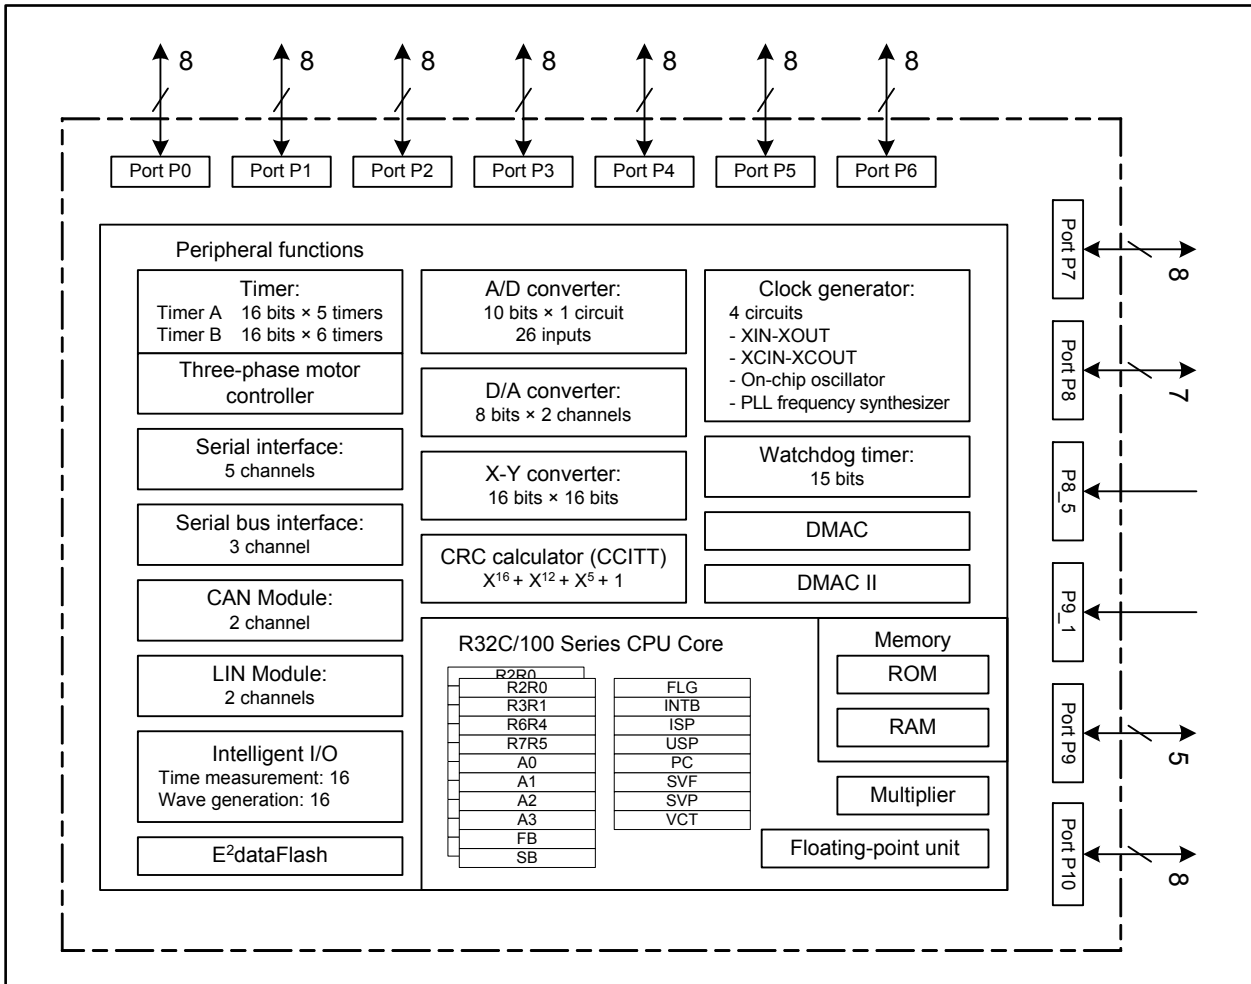 8 8 8 8 8 8 8
Port P0 Port P1 Port P2 Port P3 Port P4 Port P5 Port P6
Peripheral functions
Timer:
Timer A 16 bits × 5 timers
Timer B 16 bits × 6 timers
Three-phase motor
controller
Serial interface:
5 channels
Serial bus interface:
3 channel
CAN Module:
2 channel
LIN Module:
2 channels
Intelligent I/O
Time measurement: 16
Wave generation: 16
E²dataFlash
A/D converter:
10 bits × 1 circuit
26 inputs
D/A converter:
8 bits × 2 channels
X-Y converter:
16 bits × 16 bits
CRC calculator (CCITT)
X¹⁶ + X¹² + X⁵ + 1
Clock generator:
4 circuits
- XIN-XOUT
- XCIN-XCOUT
- On-chip oscillator
- PLL frequency synthesizer
Watchdog timer:
15 bits
DMAC
DMAC II
R32C/100 Series CPU Core
R2R0
R2R0
R3R1
R6R4
R7R5
A0
A1
A2
A3
FB
SB
FLG
INTB
ISP
USP
PC
SVF
SVP
VCT
Memory
ROM
RAM
Multiplier
Floating-point unit
Port P7
8
Port P8
7
P8_5
P9_1
Port P9
5
Port P10
8